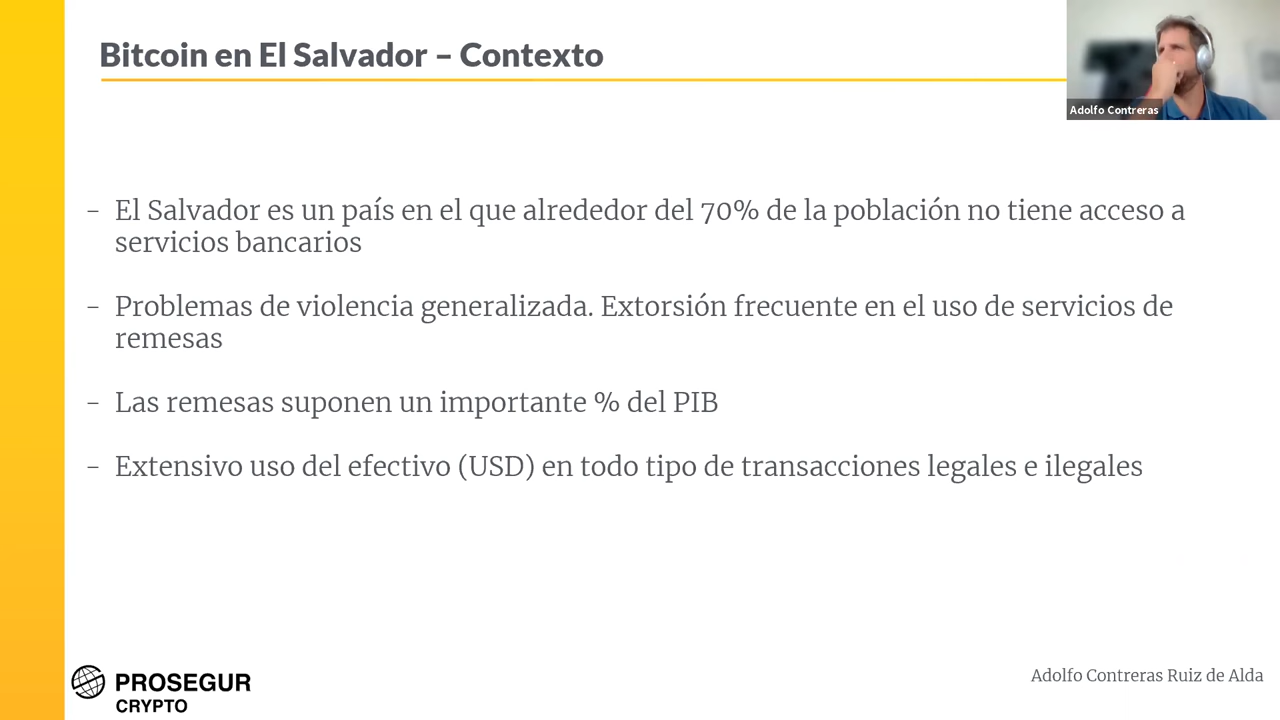 Bitcoin en El Salvador – Contexto
Adolfo Contreras
- El Salvador es un país en el que alrededor del 70% de la población no tiene acceso a
servicios bancarios
- Problemas de violencia generalizada. Extorsión frecuente en el uso de servicios de
remesas
- Las remesas suponen un importante % del PIB
- Extensivo uso del efectivo (USD) en todo tipo de transacciones legales e ilegales
PROSEGUR
CRYPTO
Adolfo Contreras Ruiz de Alda